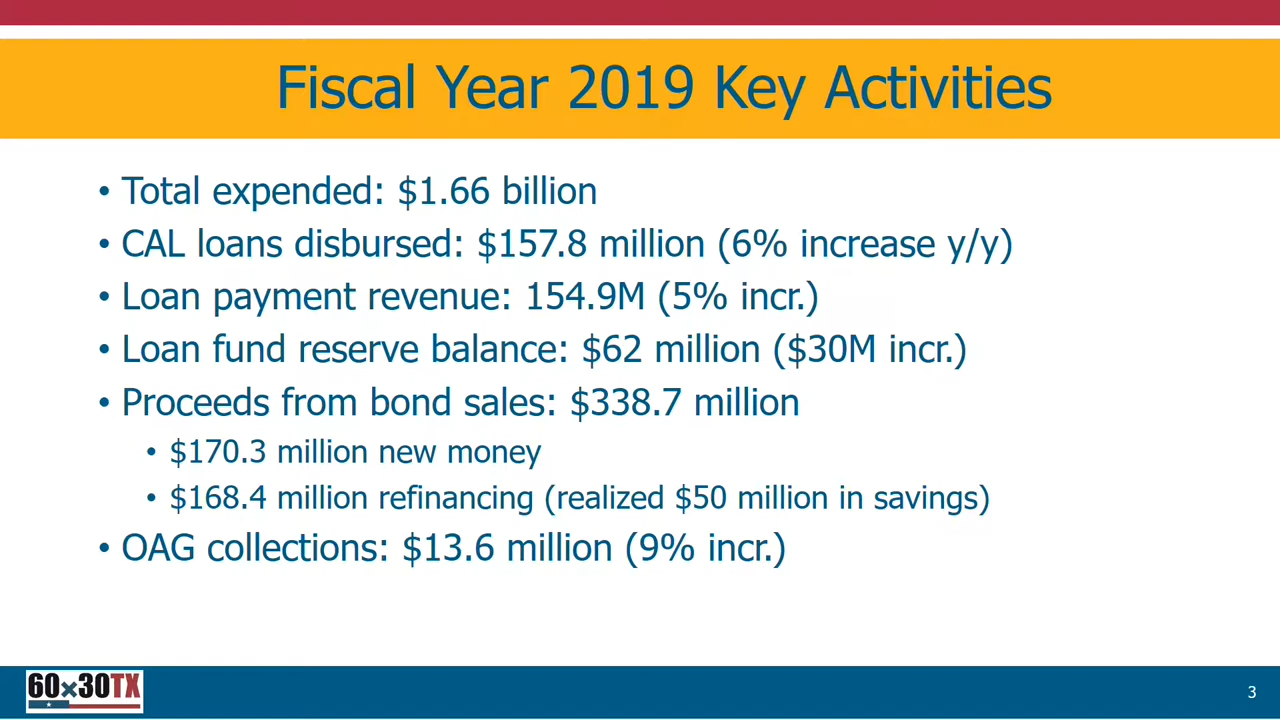 Fiscal Year 2019 Key Activities
• Total expended: $1.66 billion
• CAL loans disbursed: $157.8 million (6% increase y/y)
• Loan payment revenue: 154.9M (5% incr.)
• Loan fund reserve balance: $62 million ($30M incr.)
• Proceeds from bond sales: $338.7 million
• $170.3 million new money
• $168.4 million refinancing (realized $50 million in savings)
• OAG collections: $13.6 million (9% incr.)
60x30TX
3